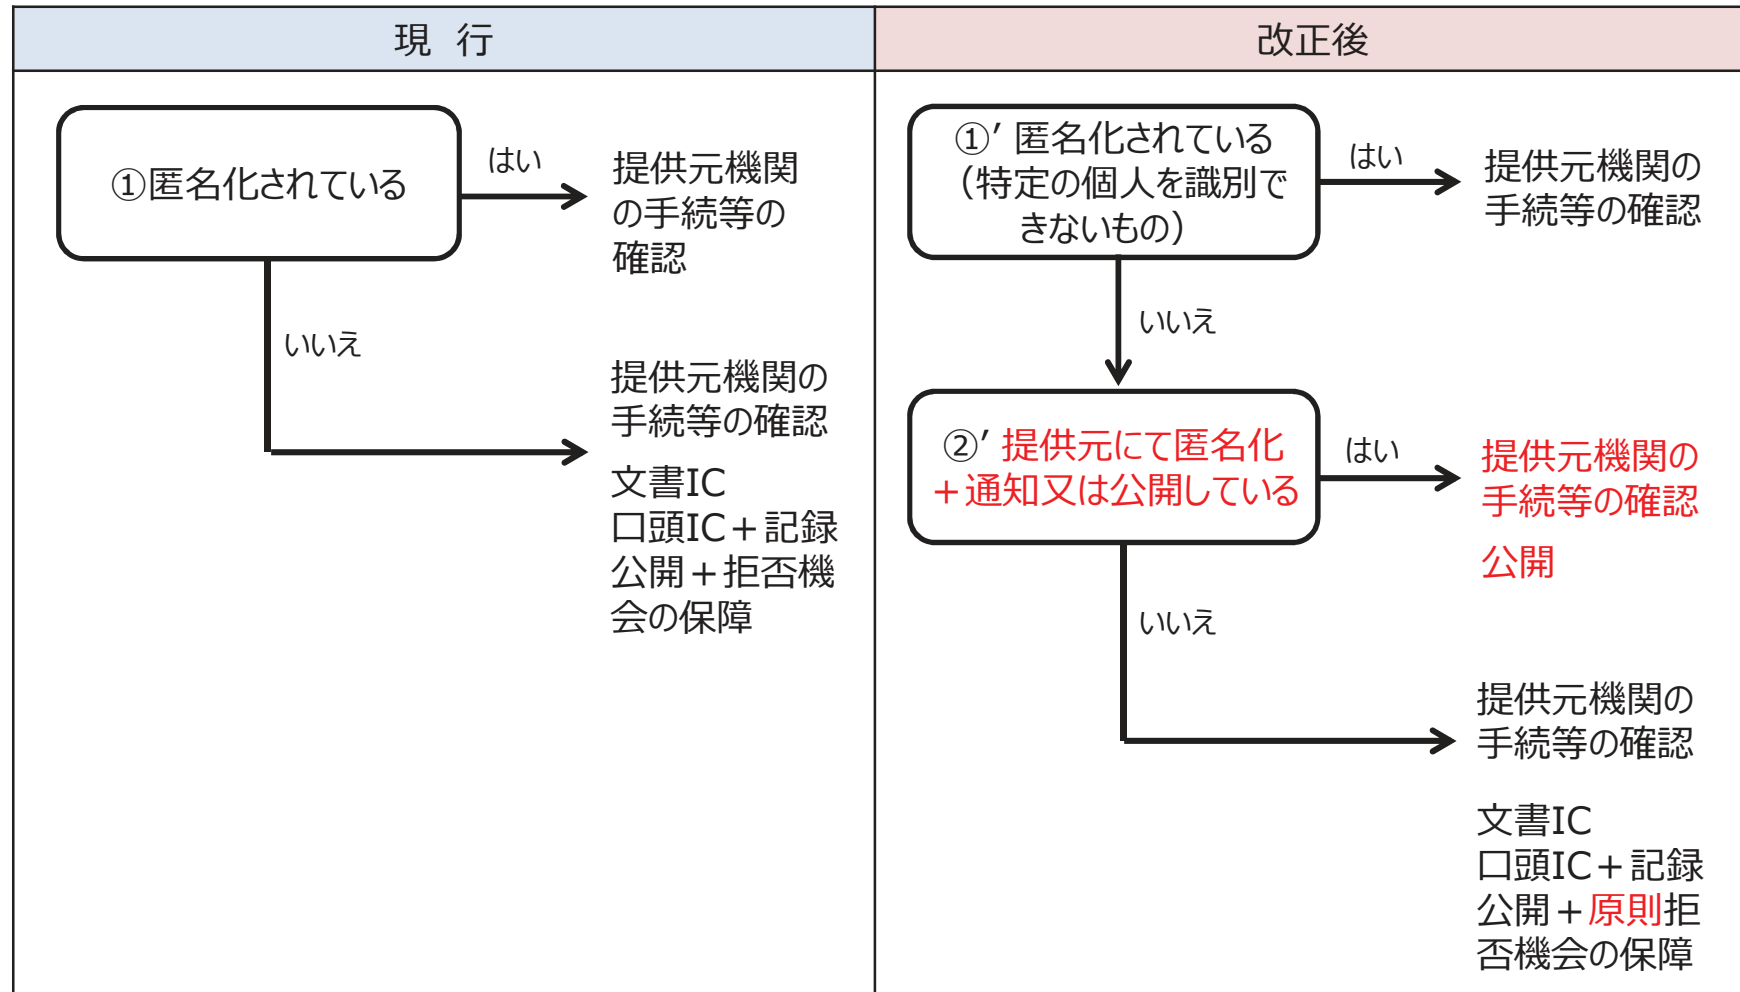 現 行
①匿名化されている
はい
提供元機関
の手続等の
確認
いいえ
提供元機関の
手続等の確認
文書IC
口頭IC+記録
公開+拒否機
会の保障
改正後
①’ 匿名化されている
(特定の個人を識別で
きないもの)
はい
提供元機関の
手続等の確認
いいえ
②’ 提供元にて匿名化
+通知又は公開している
はい
提供元機関の
手続等の確認
公開
いいえ
提供元機関の
手続等の確認
文書IC
口頭IC+記録
公開+原則拒
否機会の保障